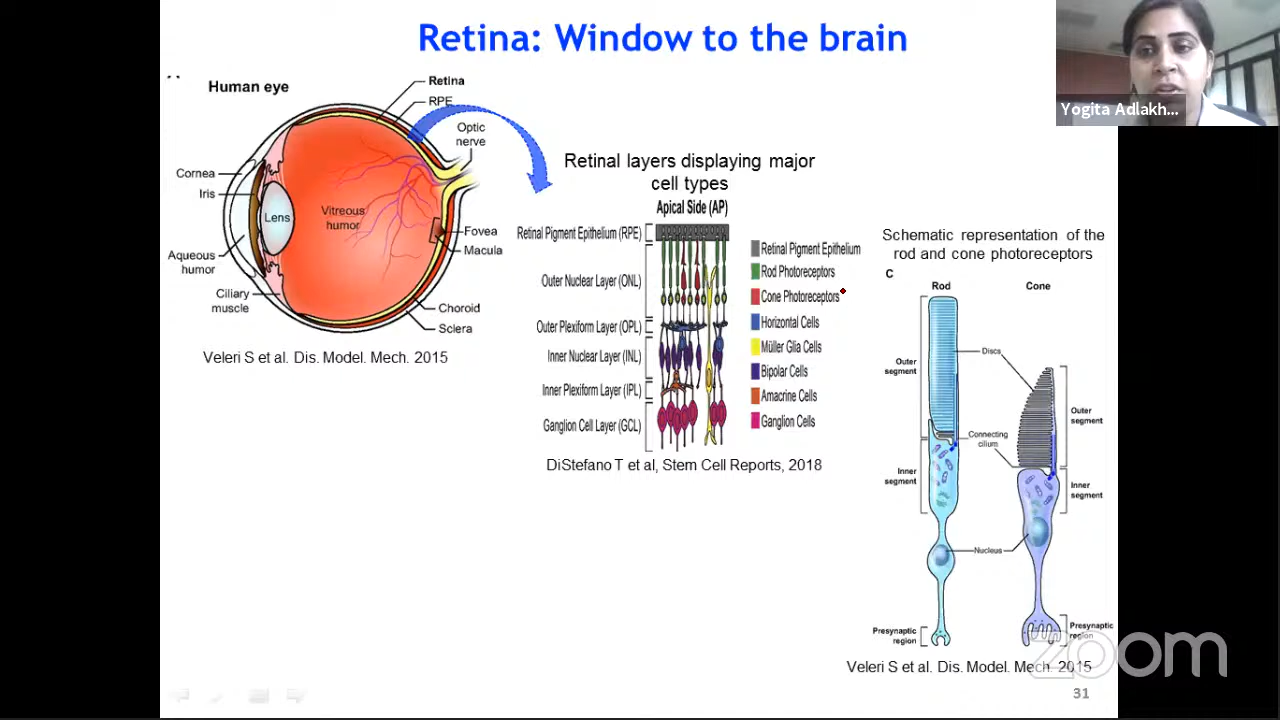 Retina: Window to the brain
Yogita Adlakh...
Human eye
Retina
RPE
Optic
nerve
Cornea
Iris
Lens
Vitreous
humor
Fovea
Macula
Aqueous
humor
Ciliary
muscle
Choroid
Sclera
Veleri S et al. Dis. Model. Mech. 2015
Retinal layers displaying major
cell types
Apical Side (AP)
Retinal Pigment Epithelium (RPE)
Outer Nuclear Layer (ONL)
Outer Plexiform Layer (OPL)
Inner Nuclear Layer (INL)
Inner Plexiform Layer (IPL)
Ganglion Cell Layer (GCL)
Retinal Pigment Epithelium
Rod Photoreceptors
Cone Photoreceptors
Horizontal Cells
Müller Glia Cells
Bipolar Cells
Amacrine Cells
Ganglion Cells
DiStefano T et al, Stem Cell Reports, 2018
Schematic representation of the
rod and cone photoreceptors
C
Rod
Cone
Outer
segment
Discs
Outer
segment
Connecting
cilium
Inner
segment
Inner
segment
Nucleus
Presynaptic
region
Presynaptic
region
Veleri S et al. Dis. Model. Mech. 2015
zoom
31